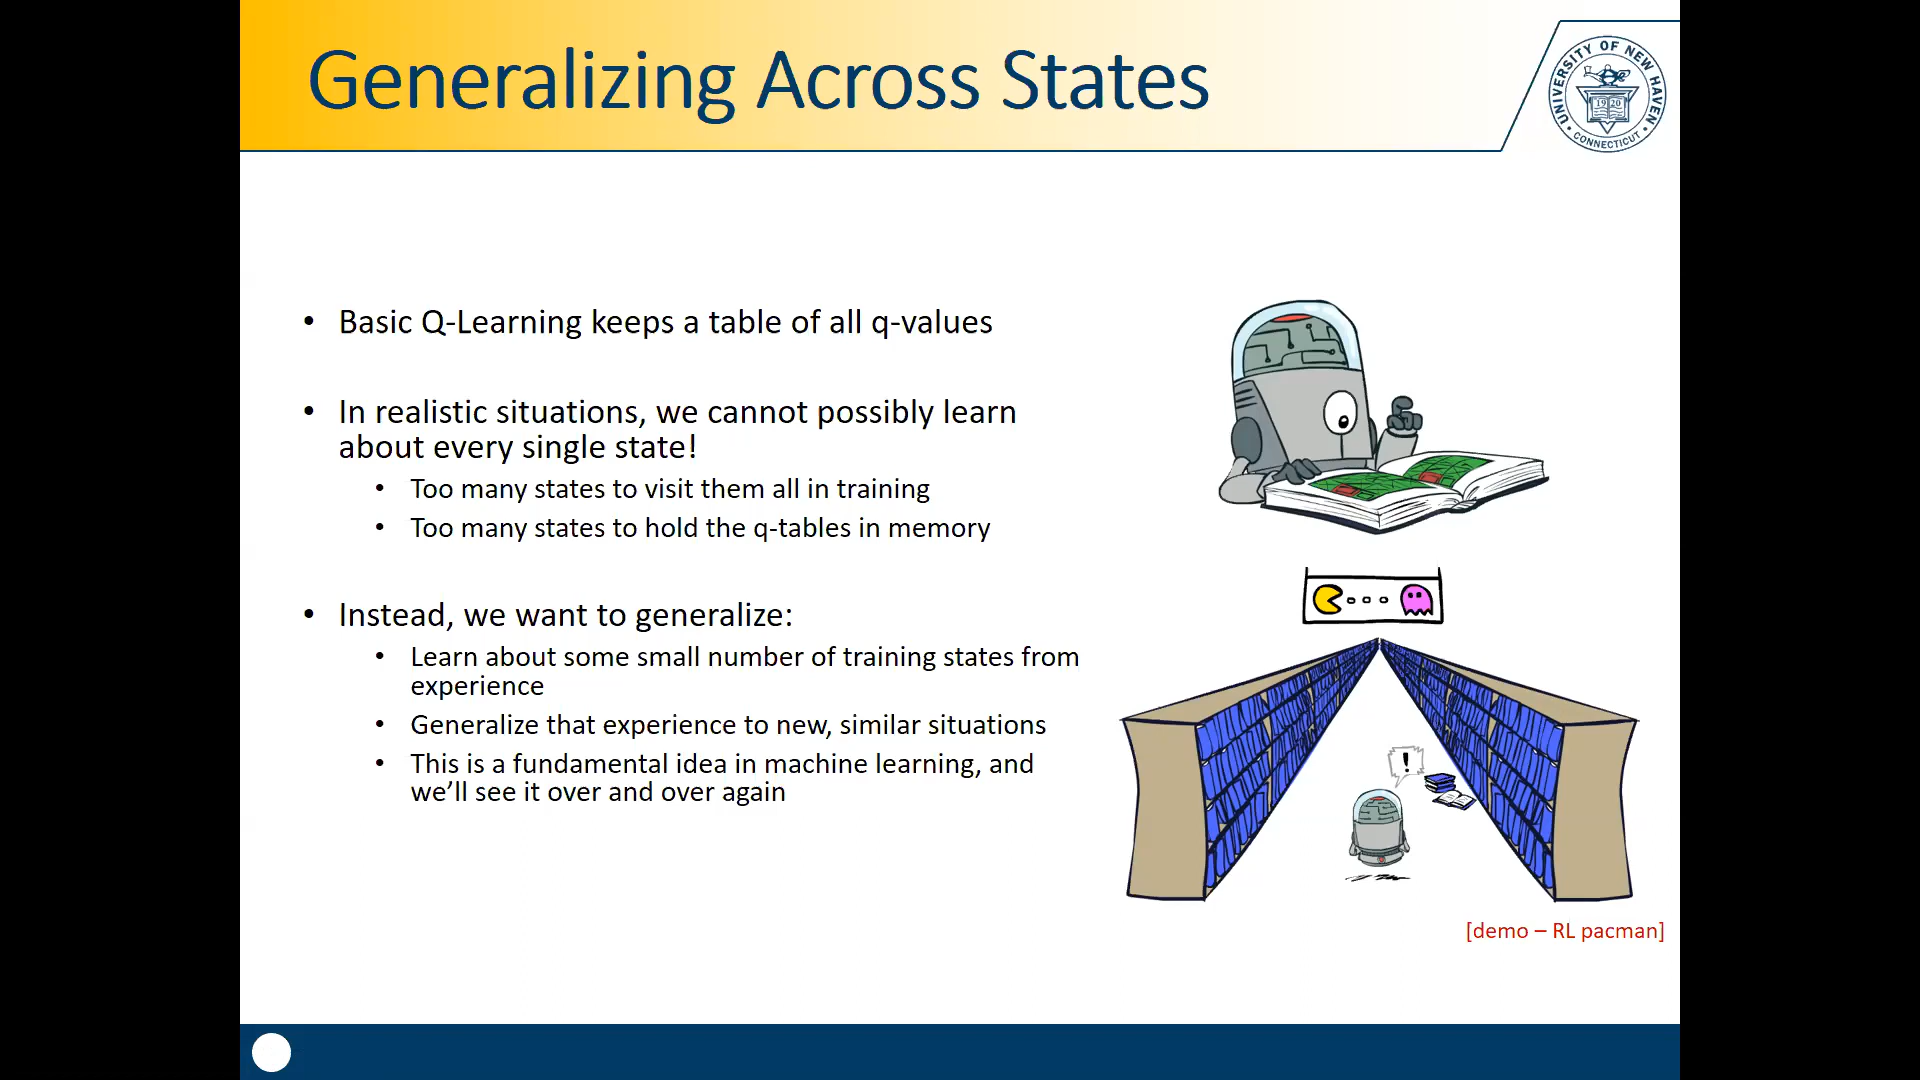 Generalizing Across States
UNIVERSITY OF NEW HAVEN
19 20
CONNECTICUT
• Basic Q-Learning keeps a table of all q-values
• In realistic situations, we cannot possibly learn
about every single state!
• Too many states to visit them all in training
• Too many states to hold the q-tables in memory
• Instead, we want to generalize:
• Learn about some small number of training states from
experience
• Generalize that experience to new, similar situations
• This is a fundamental idea in machine learning, and
we’ll see it over and over again
!
[demo – RL pacman]